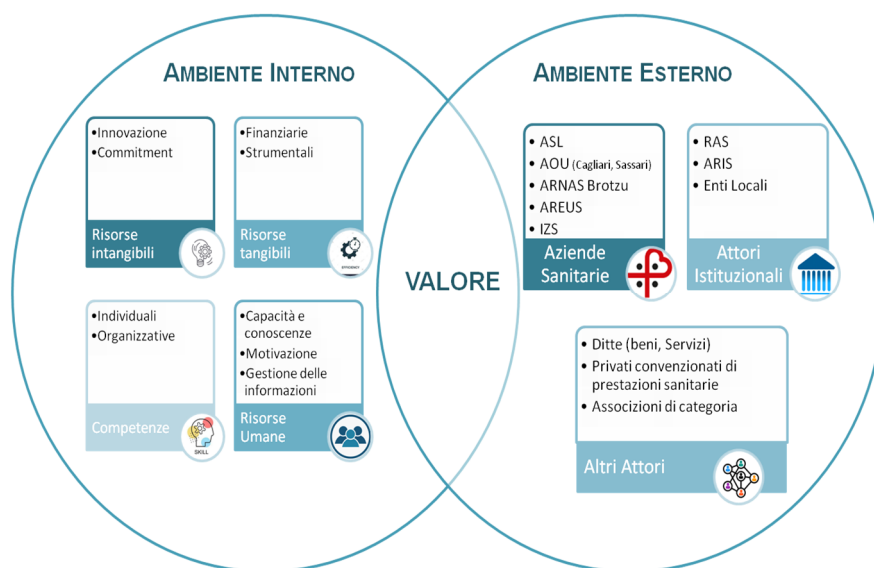 AMBIENTE INTERNO
•Innovazione
•Commitment
Risorse
intangibili
•Finanziarie
•Strumentali
Risorse
tangibili
EFFICIENCY
•Individuali
•Organizzative
Competenze
SKILL
•Capacità e
conoscenze
•Motivazione
•Gestione delle
informazioni
Risorse
Umane
VALORE
AMBIENTE ESTERNO
• ASL
• AOU (Cagliari, Sassari)
• ARNAS Brotzu
• AREUS
• IZS
Aziende
Sanitarie
• RAS
• ARIS
• Enti Locali
Attori
Istituzionali
• Ditte (beni, Servizi)
• Privati convenzionati di
prestazioni sanitarie
• Associzioni di categoria
Altri Attori